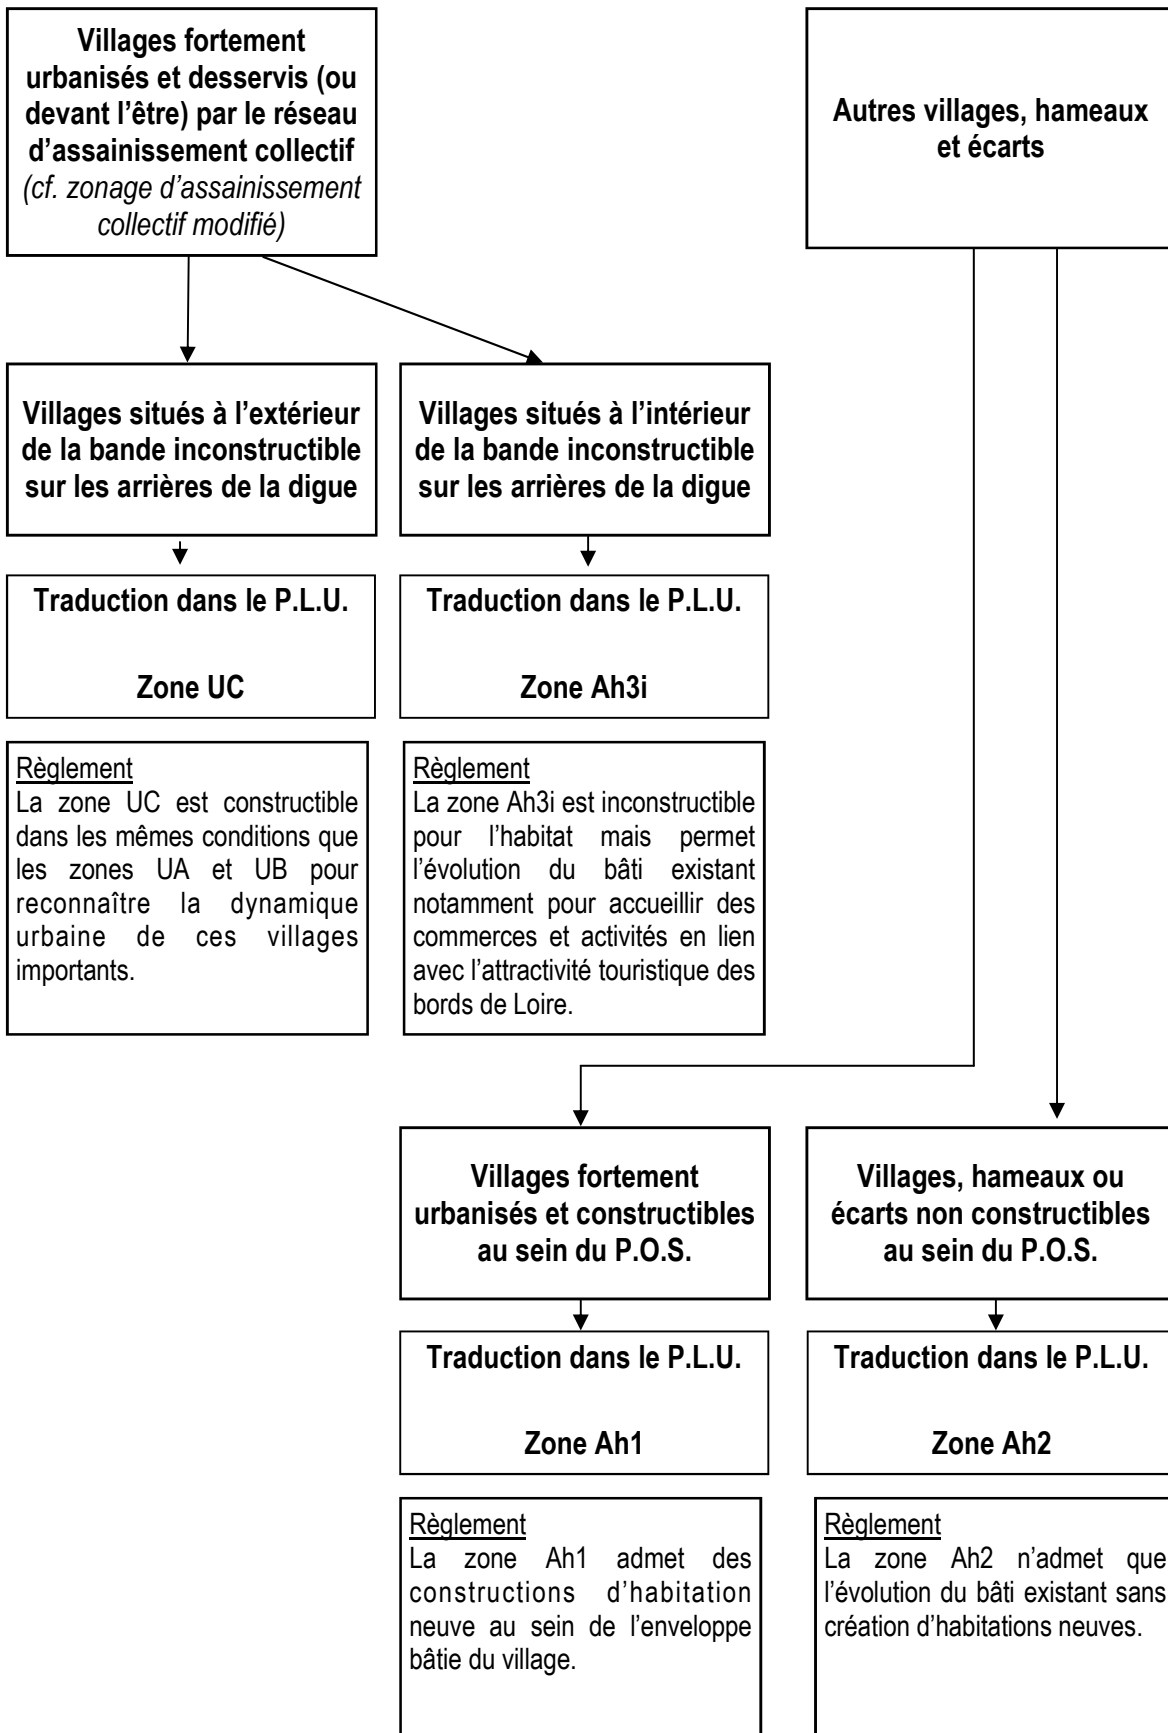 Villages fortement
urbanisés et desservis (ou
devant l’être) par le réseau
d’assainissement collectif
(cf. zonage d’assainissement
collectif modifié)
Autres villages, hameaux
et écarts
Villages situés à l’extérieur
de la bande inconstructible
sur les arrières de la digue
Villages situés à l’intérieur
de la bande inconstructible
sur les arrières de la digue
Traduction dans le P.L.U.
Zone UC
Traduction dans le P.L.U.
Zone Ah3i
Règlement
La zone UC est constructible
dans les mêmes conditions que
les zones UA et UB pour
reconnaître la dynamique
urbaine de ces villages
importants.
Règlement
La zone Ah3i est inconstructible
pour l’habitat mais permet
l’évolution du bâti existant
notamment pour accueillir des
commerces et activités en lien
avec l’attractivité touristique des
bords de Loire.
Villages fortement
urbanisés et constructibles
au sein du P.O.S.
Villages, hameaux ou
écarts non constructibles
au sein du P.O.S.
Traduction dans le P.L.U.
Zone Ah1
Traduction dans le P.L.U.
Zone Ah2
Règlement
La zone Ah1 admet des
constructions d’habitation
neuve au sein de l’enveloppe
bâtie du village.
Règlement
La zone Ah2 n’admet que
l’évolution du bâti existant sans
création d’habitations neuves.